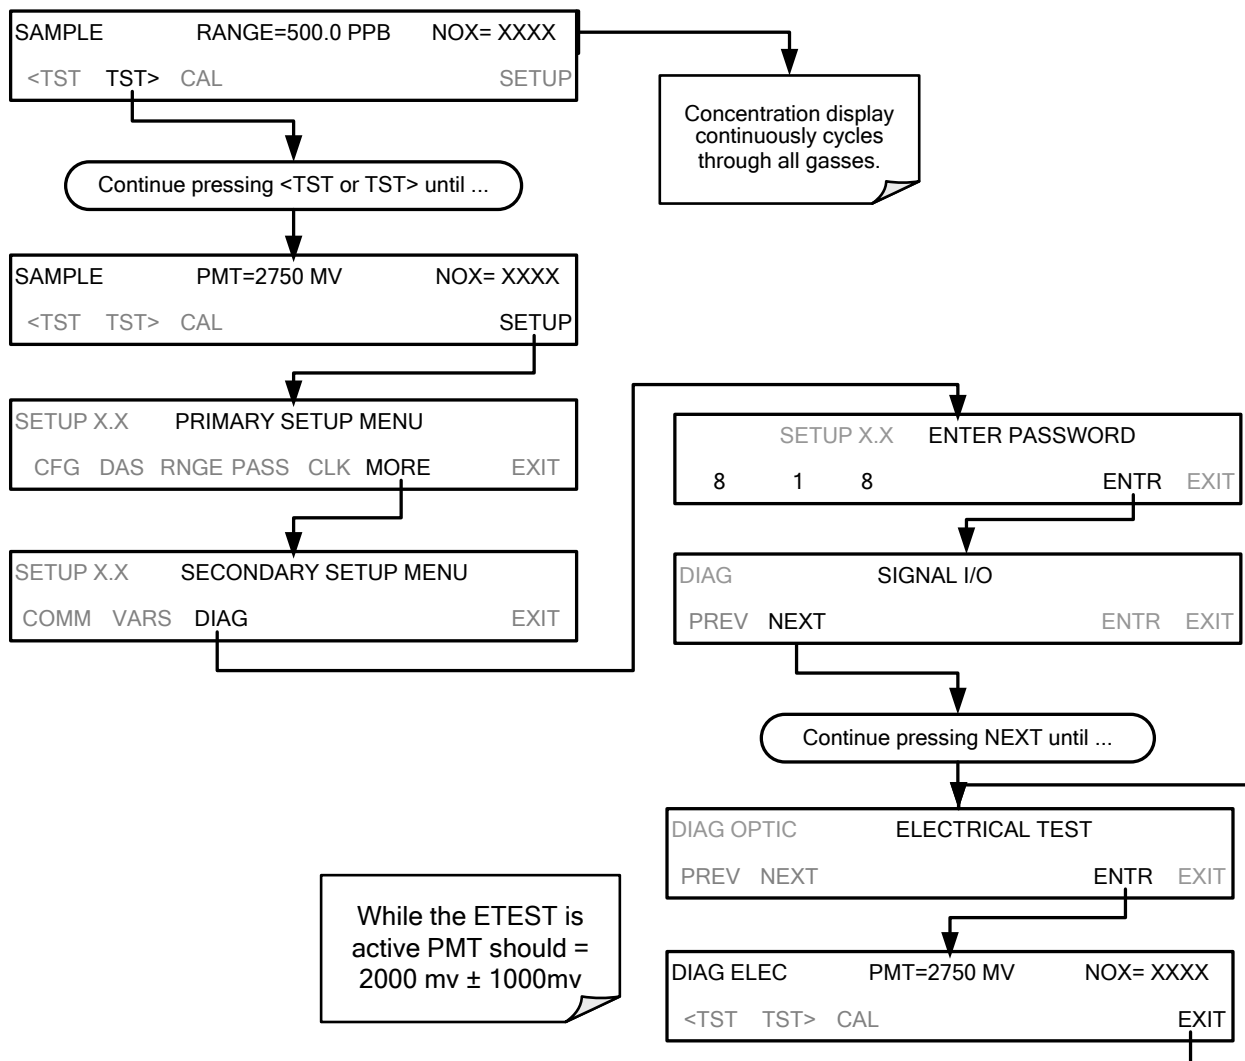 SAMPLE RANGE=500.0 PPB NOX= XXXX
<TST TST> CAL SETUP
Concentration display
continuously cycles
through all gasses.
Continue pressing <TST or TST> until ...
SAMPLE PMT=2750 MV NOX= XXXX
<TST TST> CAL SETUP
SETUP X.X PRIMARY SETUP MENU
CFG DAS RNGE PASS CLK MORE EXIT
SETUP X.X SECONDARY SETUP MENU
COMM VARS DIAG EXIT
SETUP X.X ENTER PASSWORD
8 1 8 ENTR EXIT
DIAG SIGNAL I/O
PREV NEXT ENTR EXIT
Continue pressing NEXT until ...
DIAG OPTIC ELECTRICAL TEST
PREV NEXT ENTR EXIT
While the ETEST is
active PMT should =
2000 mv ± 1000mv
DIAG ELEC PMT=2750 MV NOX= XXXX
<TST TST> CAL EXIT